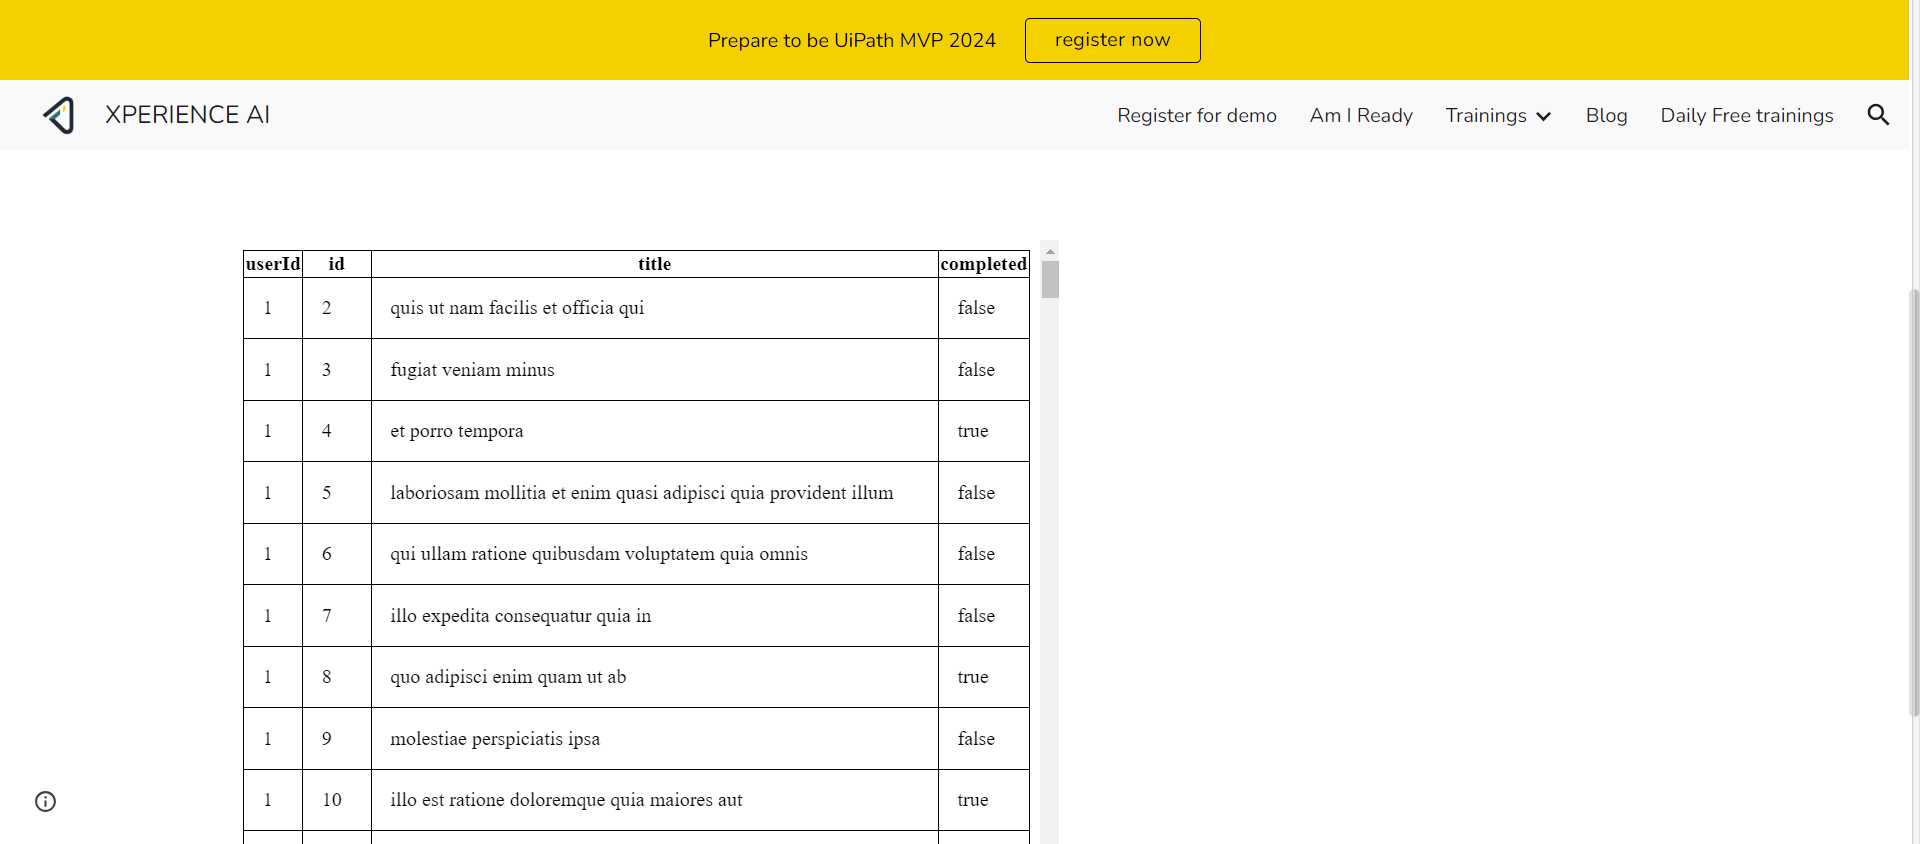 Prepare to be UiPath MVP 2024 register now
XPERIENCE AI Register for demo Am I Ready Trainings Blog Daily Free trainings
userId id title completed
1 2 quis ut nam facilis et officia qui false
1 3 fugiat veniam minus false
1 4 et porro tempora true
1 5 laboriosam mollitia et enim quasi adipisci quia provident illum false
1 6 qui ullam ratione quibusdam voluptatem quia omnis false
1 7 illo expedita consequatur quia in false
1 8 quo adipisci enim quam ut ab true
1 9 molestiae perspiciatis ipsa false
1 10 illo est ratione doloremque quia maiores aut true